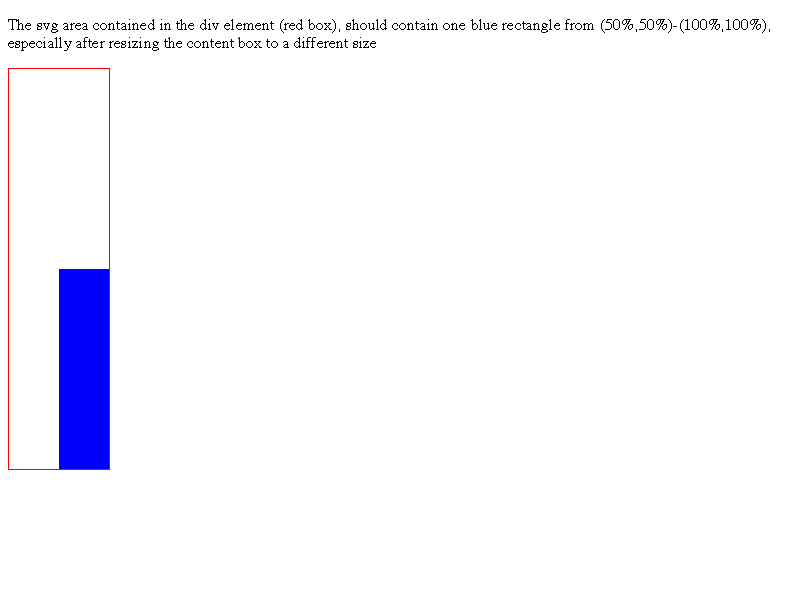 The svg area contained in the div element (red box), should contain one blue rectangle from (50%,50%)-(100%,100%),
especially after resizing the content box to a different size